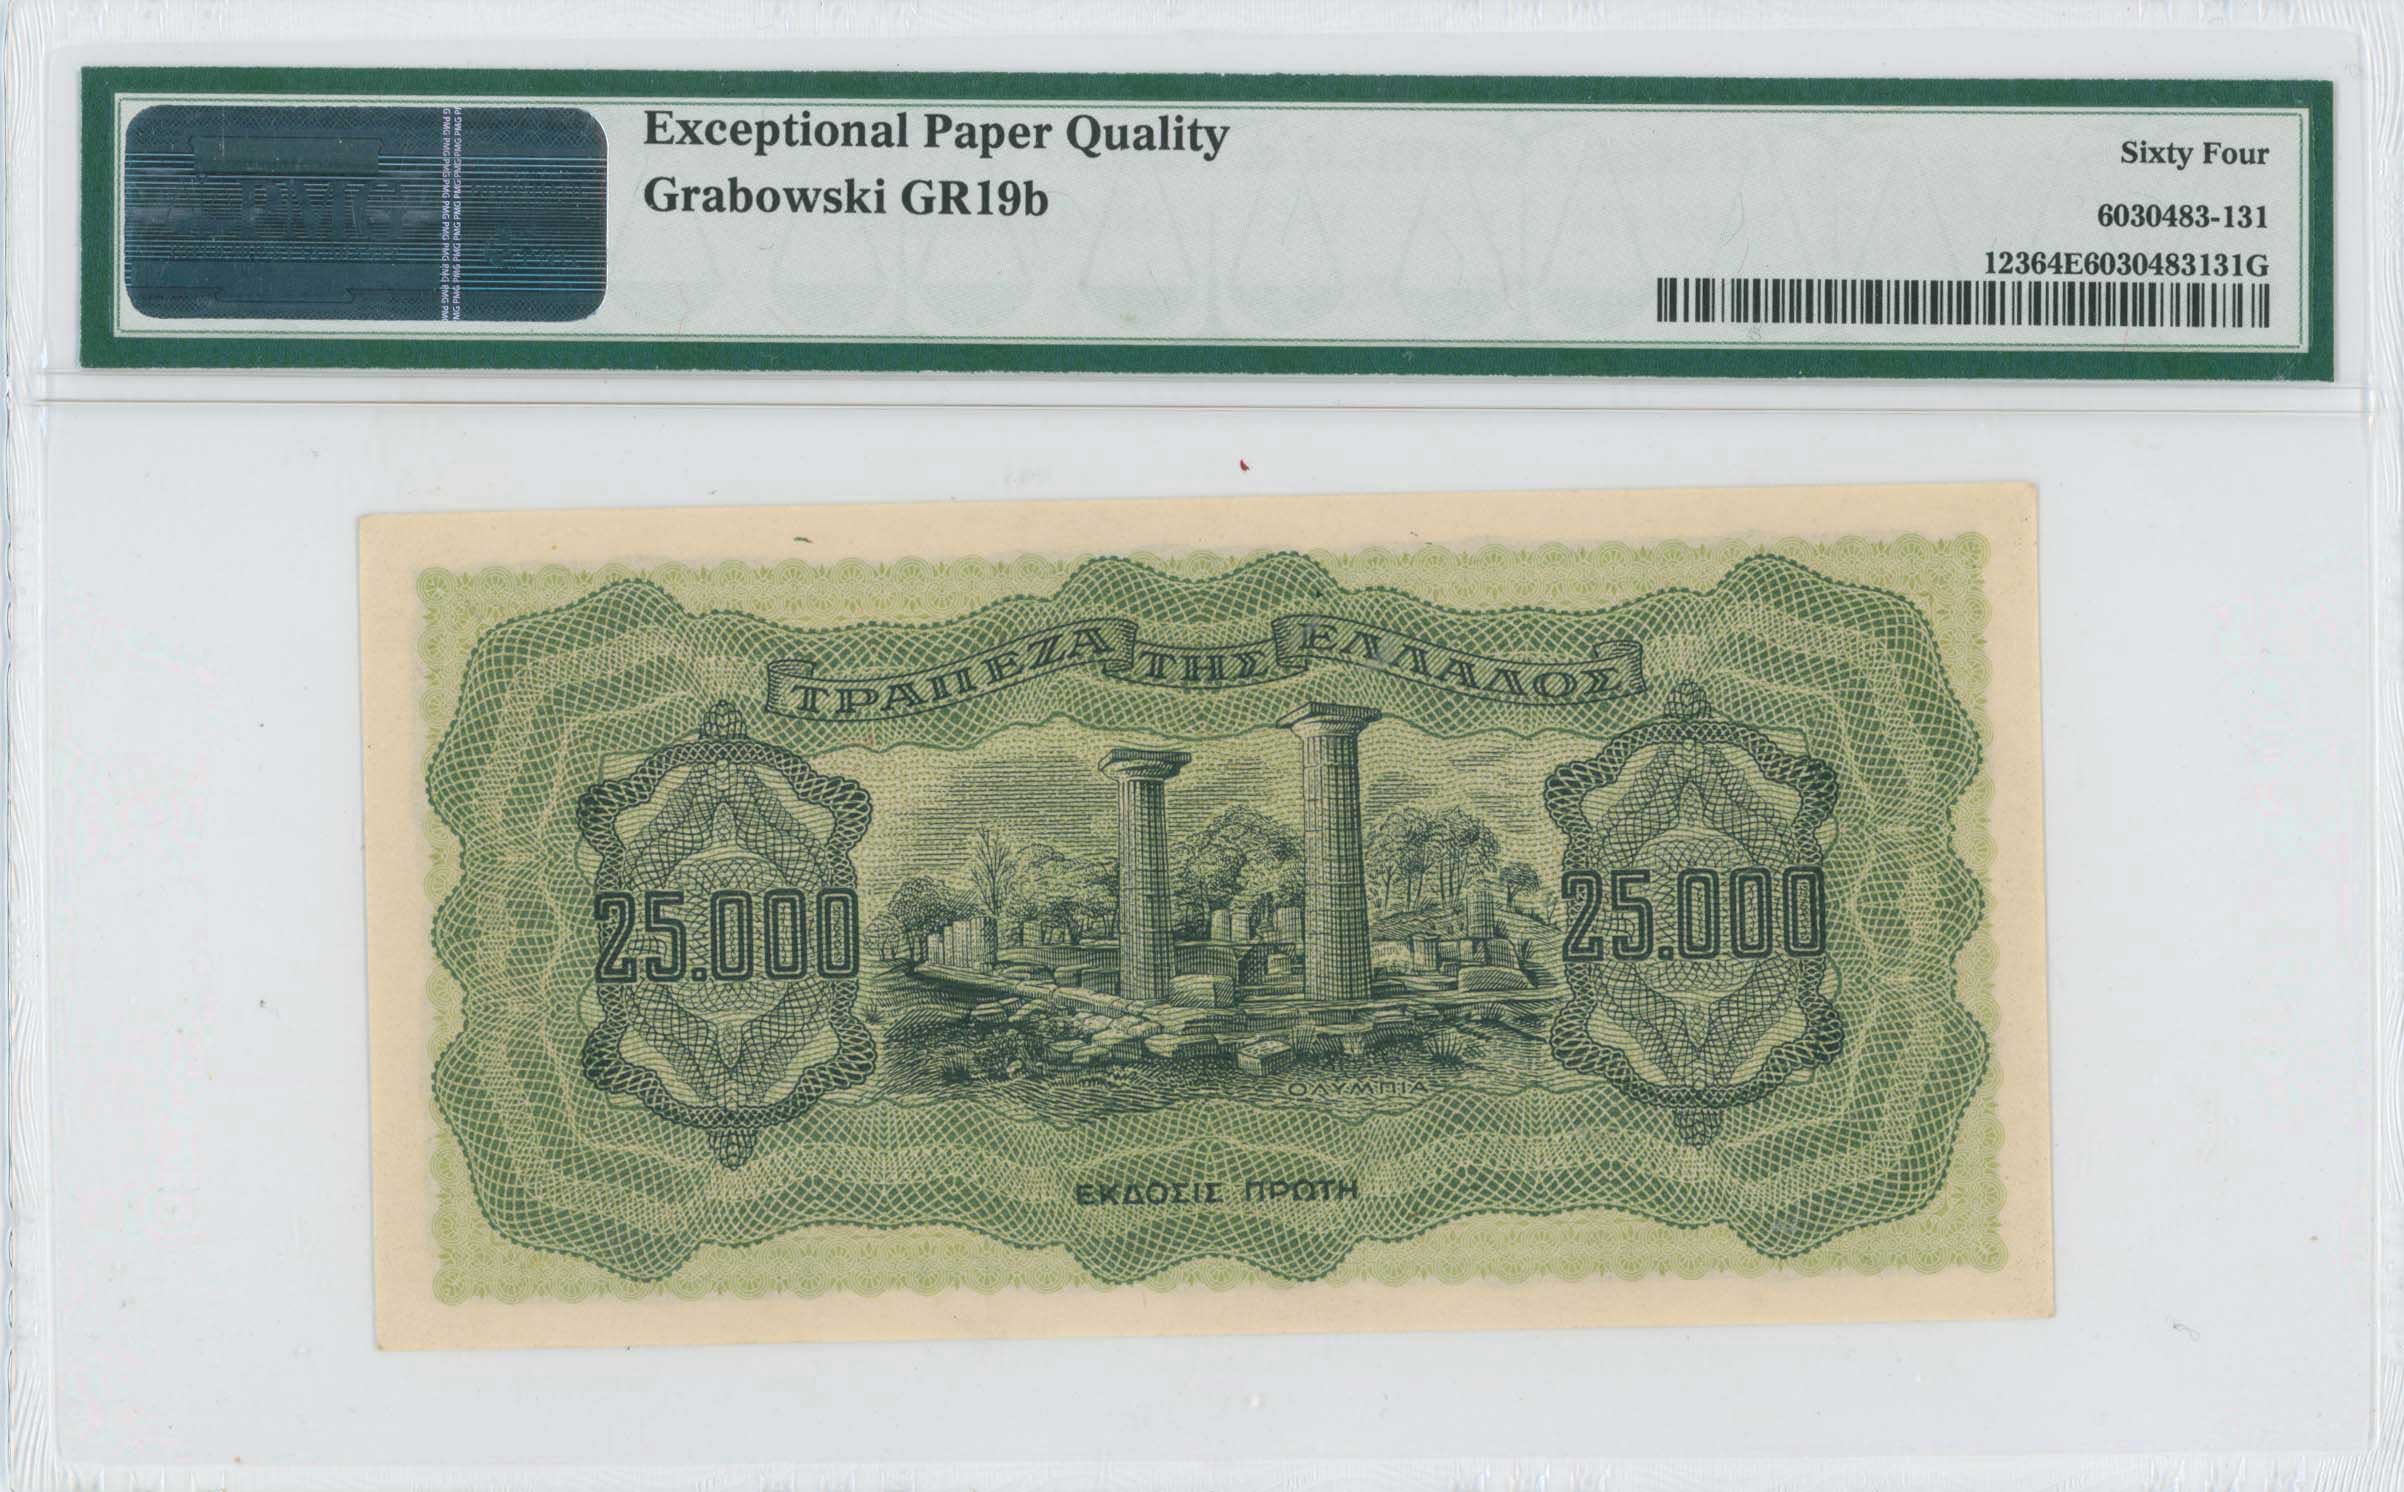 Exceptional Paper Quality
Grabowski GR19b
Sixty Four
6030483-131
12364E6030483131G
PMG
ΤΡΑΠΕΖΑ ΤΗΣ ΕΛΛΑΔΟΣ
25.000
25.000
ΟΛΥΜΠΙΑ
ΕΚΔΟΣΙΣ ΠΡΩΤΗ